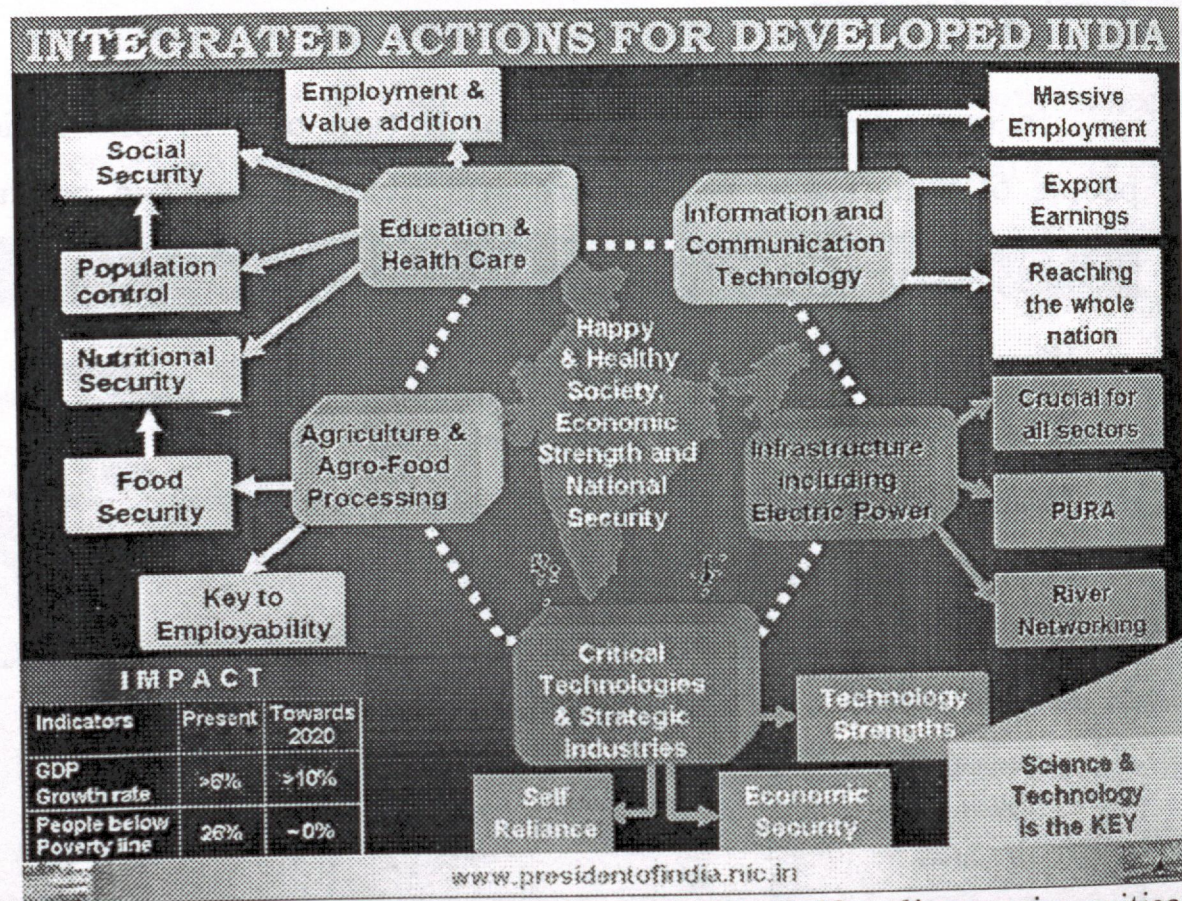 INTEGRATED ACTIONS FOR DEVELOPED INDIA
Employment &
Value addition
Social
Security
Population
control
Nutritional
Security
Food
Security
Key to
Employability
Education &
Health Care
Information and
Communication
Technology
Massive
Employment
Export
Earnings
Reaching
the whole
nation
Happy
& Healthy
Society,
Economic
Strength and
National
Security
Agriculture &
Agro-Food
Processing
Infrastructure
including
Electric Power
Crucial for
all sectors
PURA
River
Networking
Critical
Technologies
& Strategic
Industries
Technology
Strengths
Self
Reliance
Economic
Security
Science &
Technology
is the KEY
IMPACT
Indicators Present Towards
2020
GDP
Growth rate >6% >10%
People below
Poverty line 26% ~0%
www.presidentofindia.nic.in